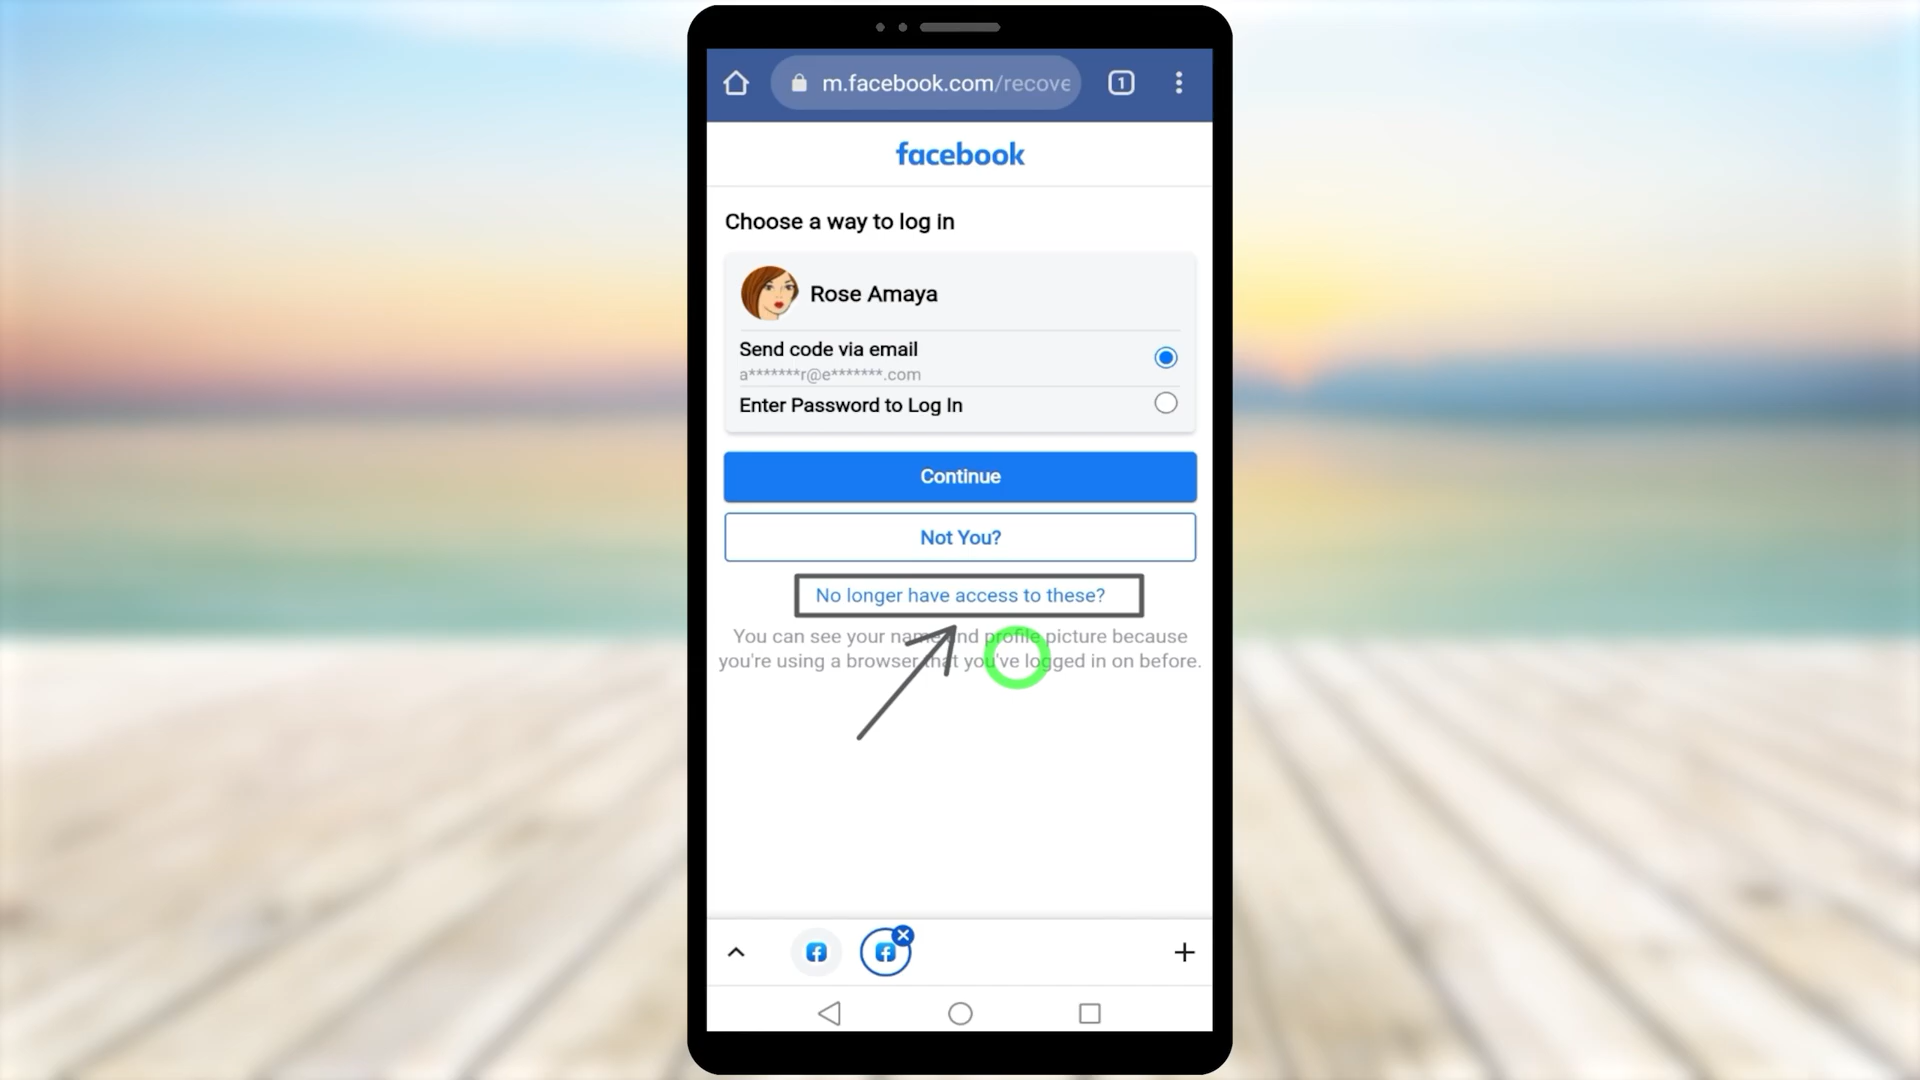 1
m.facebook.com/recove
facebook
Choose a way to log in
Rose Amaya
Send code via email
a*******r@e*******.com
Enter Password to Log In
Continue
Not You?
No longer have access to these?
You can see your name and profile picture because
you're using a browser that you've logged in on before.